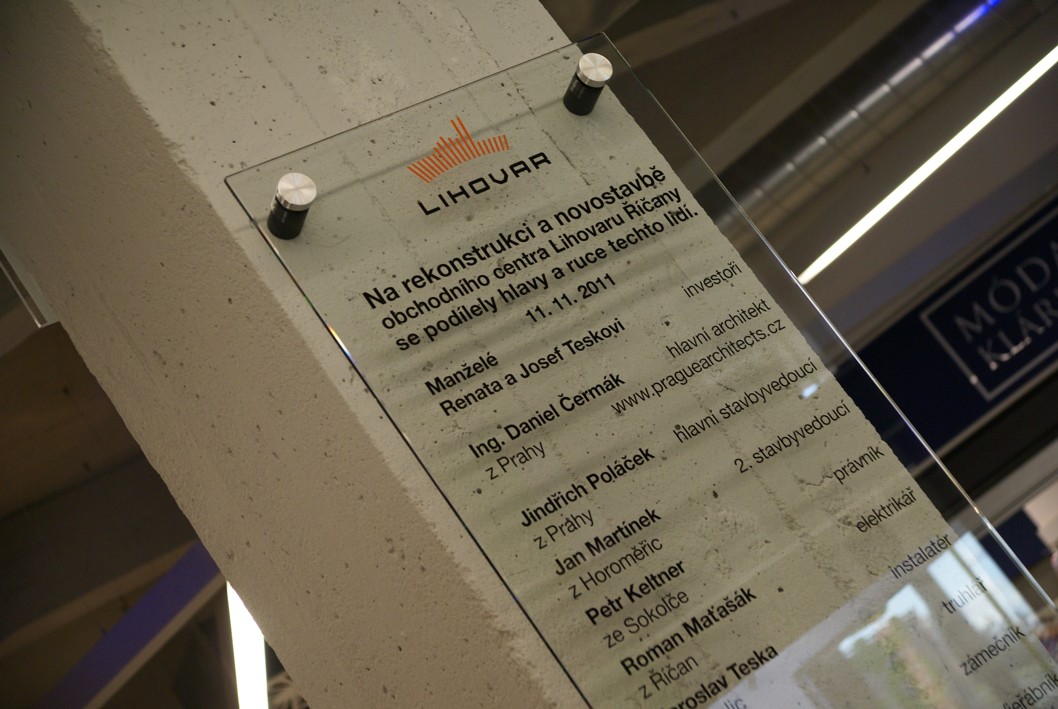 LIHOVAR
Na rekonstrukci a novostavbě
obchodního centra Lihovaru Říčany
se podílely hlavy a ruce těchto lidí.
11. 11. 2011
Manželé
Renata a Josef Teskovi investoři
Ing. Daniel Čermák hlavní architekt
z Prahy www.praguearchitects.cz
Jindřich Poláček hlavní stavbyvedoucí
z Prahy
Jan Martínek 2. stavbyvedoucí
z Horoměřic
Petr Keltner právník
ze Sokolče
Roman Maťašák elektrikář
z Říčan
Teska instalatér
truhlář
zámečník
MÓDA
KLÁRA